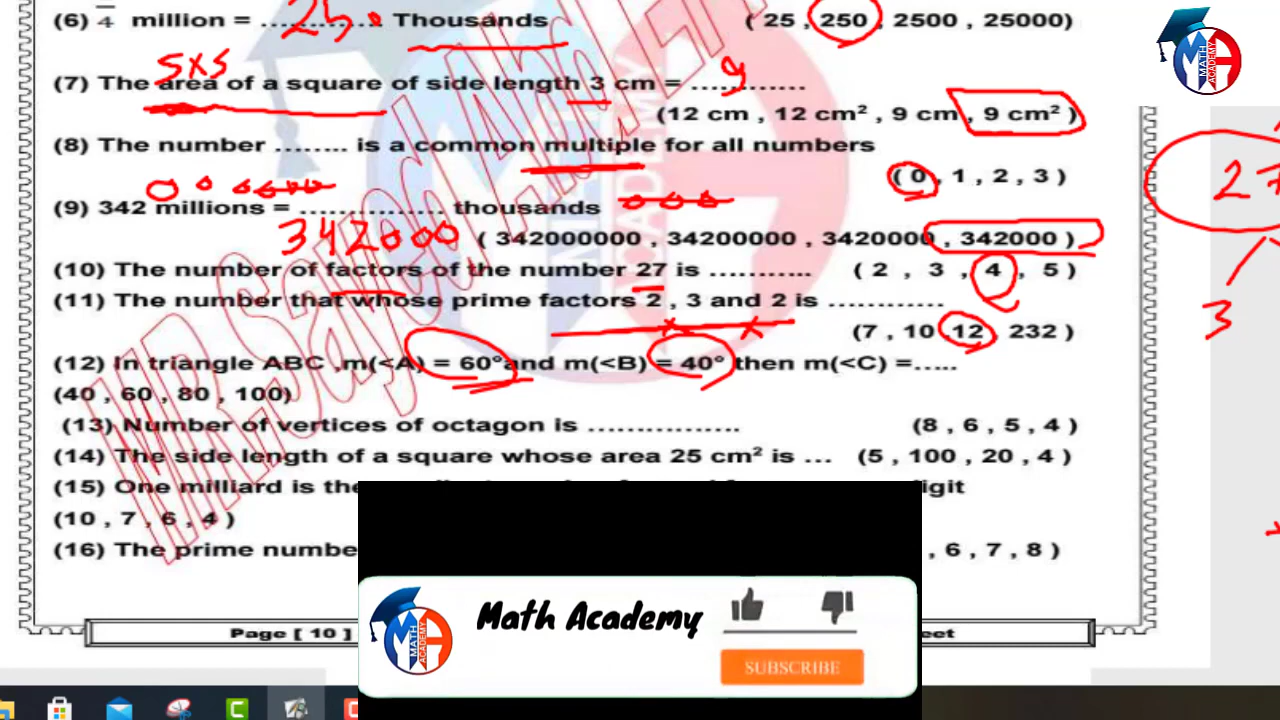 (6) 1/4 million = ............... Thousands ( 25 , 250 , 2500 , 25000)
25
5×5
(7) The area of a square of side length 3 cm = ............
9
(12 cm , 12 cm² , 9 cm , 9 cm² )
(8) The number ........ is a common multiple for all numbers
( 0 , 1 , 2 , 3 )
(9) 342 millions = ............... thousands
342000
( 342000000 , 34200000 , 3420000 , 342000 )
(10) The number of factors of the number 27 is ........... ( 2 , 3 , 4 , 5 )
(11) The number that whose prime factors 2 , 3 and 2 is ............
(7 , 10 , 12 , 232 )
(12) In triangle ABC ,m(<A) = 60° and m(<B) = 40° then m(<C) =.....
(40 , 60 , 80 , 100)
(13) Number of vertices of octagon is ................ (8 , 6 , 5 , 4 )
(14) The side length of a square whose area 25 cm² is ... (5 , 100 , 20 , 4 )
(15) One milliard is the
(10 , 7 , 6 , 4 )
(16) The prime numbe , 6 , 7 , 8 )
Page [ 10 ]
27
3
MATH ACADEMY
MR.Sayed
Math Academy
SUBSCRIBE
MATH ACADEMY